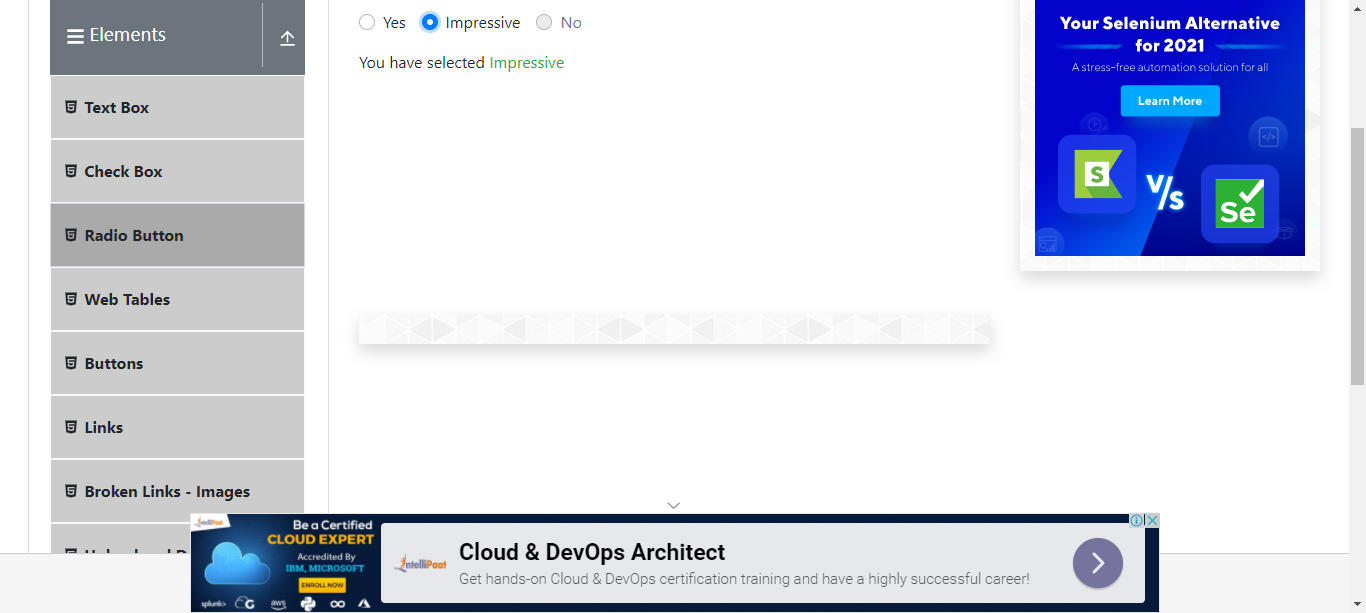 Elements
Text Box
Check Box
Radio Button
Web Tables
Buttons
Links
Broken Links - Images
Yes
Impressive
No
You have selected Impressive
Your Selenium Alternative
for 2021
A stress-free automation solution for all
Learn More
S
V/s
Se
Be a Certified
CLOUD EXPERT
Accredited By
IBM, MICROSOFT
ENROLL NOW
splunk>
aws
IntelliPaat
IntelliPaat
Cloud & DevOps Architect
Get hands-on Cloud & DevOps certification training and have a highly successful career!